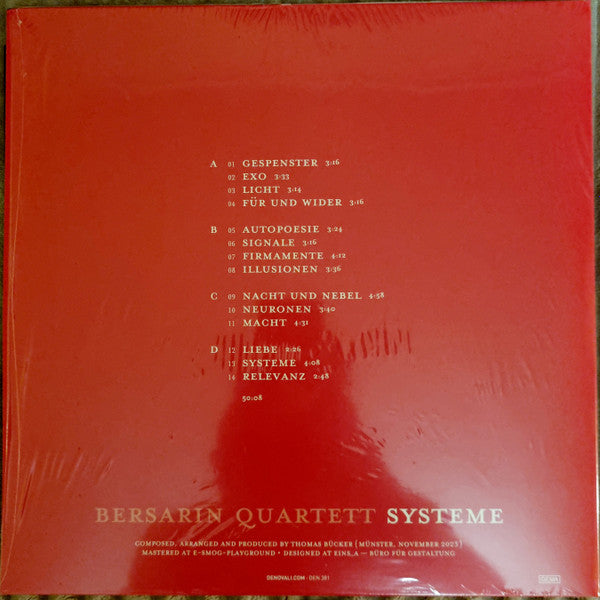 A 01 GESPENSTER 3:16
02 EXO 3:33
03 LICHT 3:14
04 FÜR UND WIDER 3:16
B 05 AUTOPOESIE 3:24
06 SIGNALE 3:16
07 FIRMAMENTE 4:12
08 ILLUSIONEN 3:36
C 09 NACHT UND NEBEL 4:58
10 NEURONEN 3:40
11 MACHT 4:31
D 12 LIEBE 2:26
13 SYSTEME 4:08
14 RELEVANZ 2:48
50:08
BERSARIN QUARTETT SYSTEME
COMPOSED, ARRANGED AND PRODUCED BY THOMAS BÜCKER (MÜNSTER, NOVEMBER 2023)
MASTERED AT E-SMOG-PLAYGROUND • DESIGNED AT EINS_A — BÜRO FÜR GESTALTUNG
DENOVALI.COM · DEN 381
GEMA